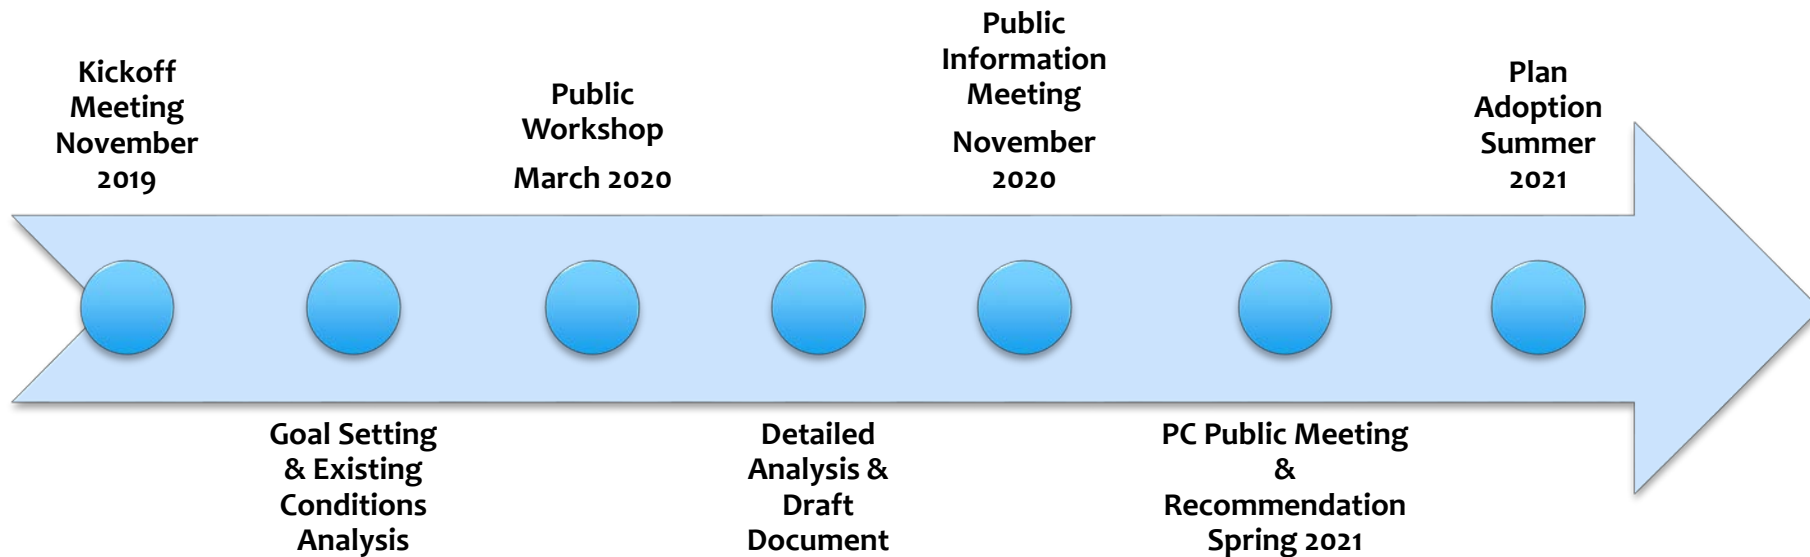 Kickoff
Meeting
November
2019
Goal Setting
& Existing
Conditions
Analysis
Public
Workshop
March 2020
Detailed
Analysis &
Draft
Document
Public
Information
Meeting
November
2020
PC Public Meeting
&
Recommendation
Spring 2021
Plan
Adoption
Summer
2021